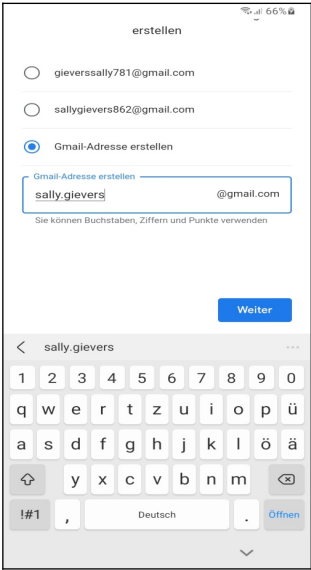 66%
erstellen
gieverssally781@gmail.com
sallygievers862@gmail.com
Gmail-Adresse erstellen
Gmail-Adresse erstellen
sally.gievers @gmail.com
Sie können Buchstaben, Ziffern und Punkte verwenden
Weiter
sally.gievers
1 2 3 4 5 6 7 8 9 0
q w e r t z u i o p ü
a s d f g h j k l ö ä
y x c v b n m
!#1 , Deutsch . Öffnen